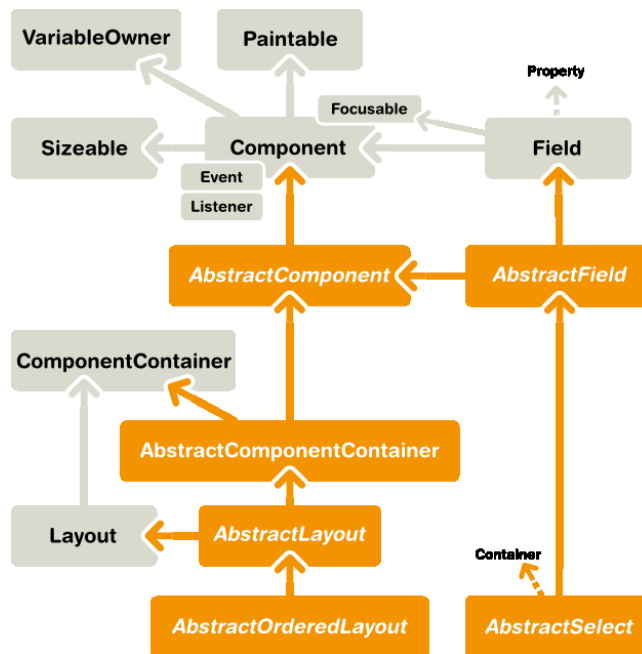 VariableOwner
Paintable
Property
Focusable
Sizeable
Component
Field
Event
Listener
AbstractComponent
AbstractField
ComponentContainer
AbstractComponentContainer
Layout
AbstractLayout
Container
AbstractOrderedLayout
AbstractSelect